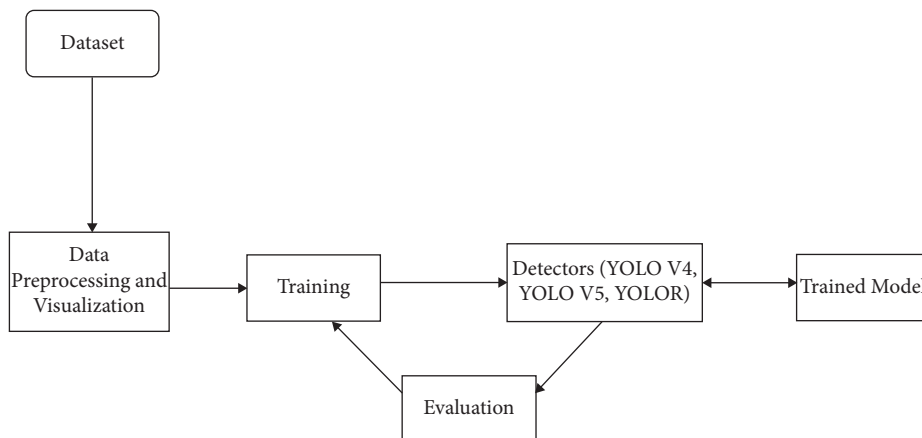 Dataset
Data
Preprocessing and
Visualization
Training
Detectors (YOLO V4,
YOLO V5, YOLOR)
Trained Model
Evaluation